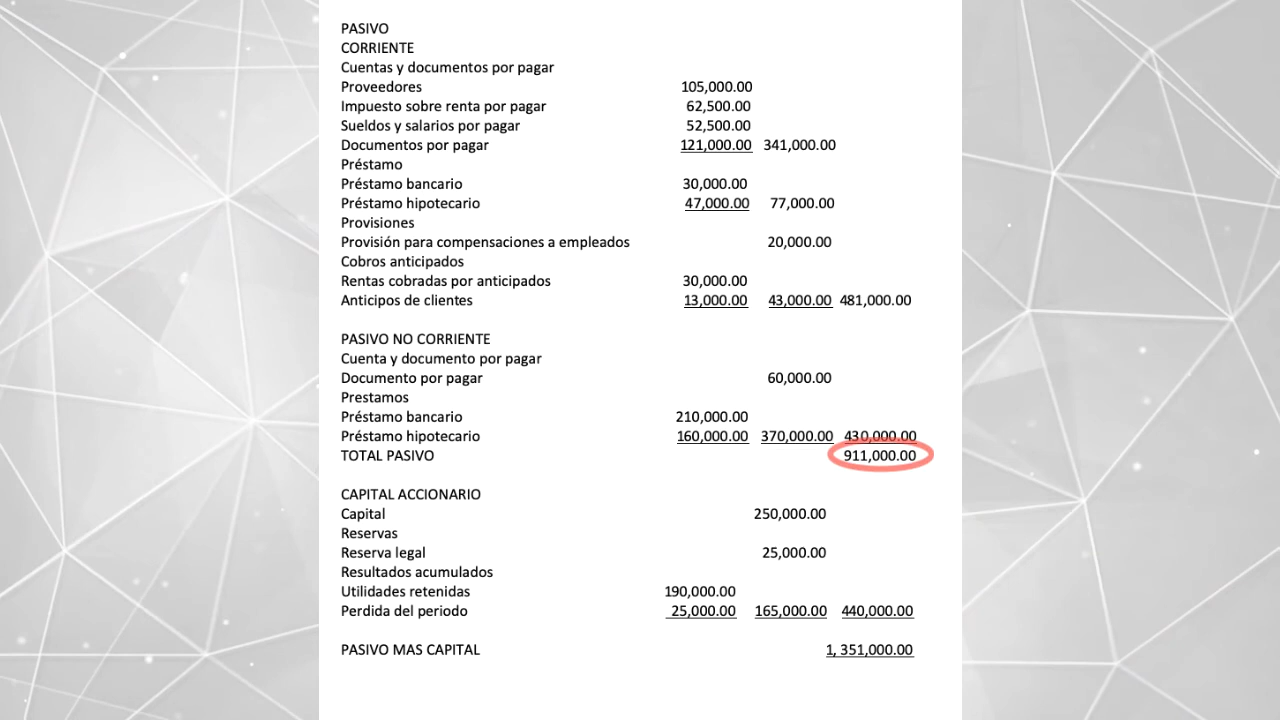 PASIVO
CORRIENTE
Cuentas y documentos por pagar
Proveedores 105,000.00
Impuesto sobre renta por pagar 62,500.00
Sueldos y salarios por pagar 52,500.00
Documentos por pagar 121,000.00 341,000.00
Préstamo
Préstamo bancario 30,000.00
Préstamo hipotecario 47,000.00 77,000.00
Provisiones
Provisión para compensaciones a empleados 20,000.00
Cobros anticipados
Rentas cobradas por anticipados 30,000.00
Anticipos de clientes 13,000.00 43,000.00 481,000.00
PASIVO NO CORRIENTE
Cuenta y documento por pagar
Documento por pagar 60,000.00
Prestamos
Préstamo bancario 210,000.00
Préstamo hipotecario 160,000.00 370,000.00 430,000.00
TOTAL PASIVO 911,000.00
CAPITAL ACCIONARIO
Capital 250,000.00
Reservas
Reserva legal 25,000.00
Resultados acumulados
Utilidades retenidas 190,000.00
Perdida del periodo 25,000.00 165,000.00 440,000.00
PASIVO MAS CAPITAL 1, 351,000.00